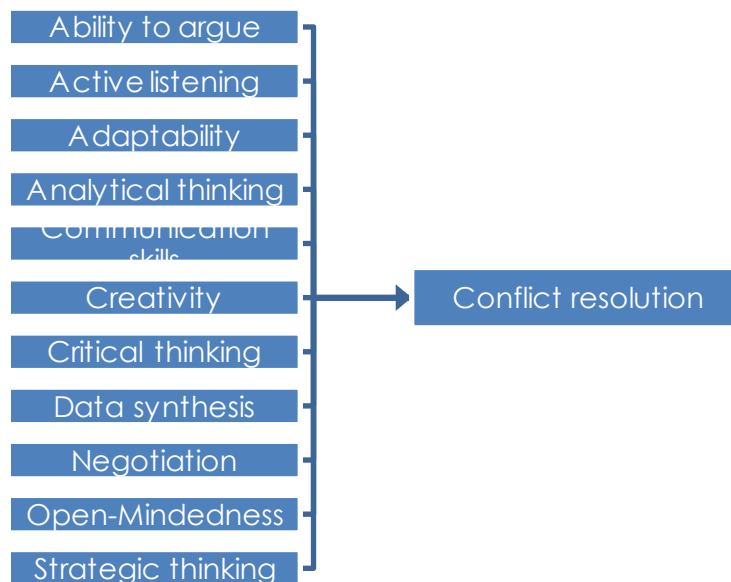 Ability to argue
Active listening
Adaptability
Analytical thinking
Communication
skills
Creativity
Critical thinking
Data synthesis
Negotiation
Open-Mindedness
Strategic thinking
Conflict resolution